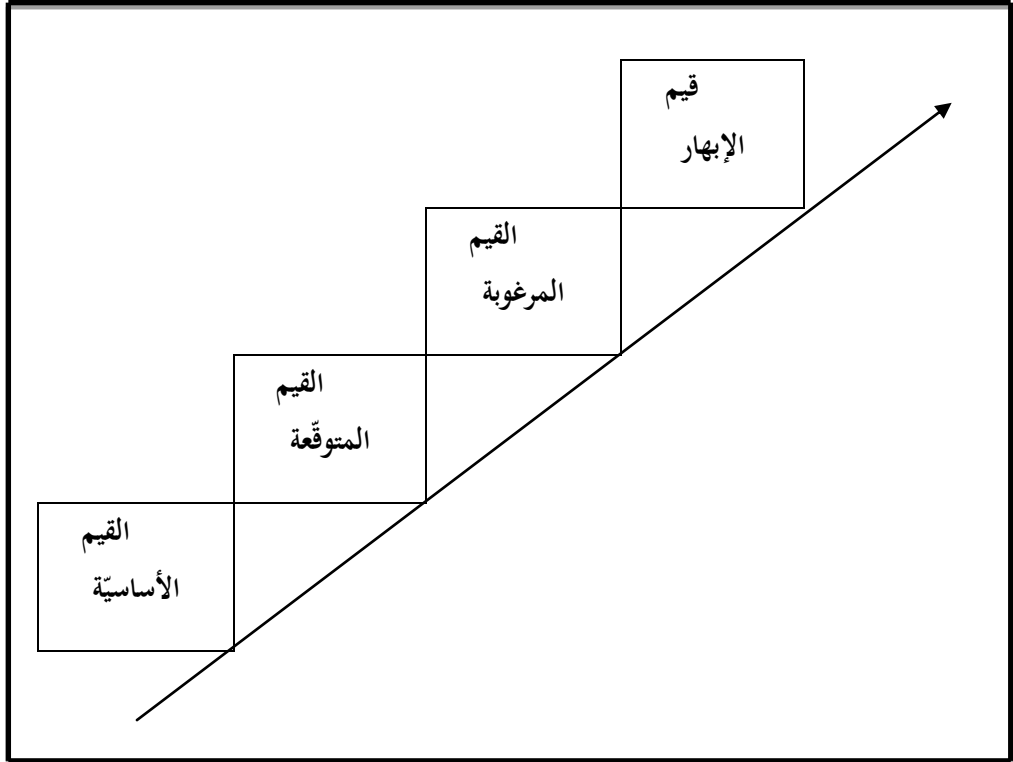 قيم
الإبهار
القيم
المرغوبة
القيم
المتوقّعة
القيم
الأساسيّة